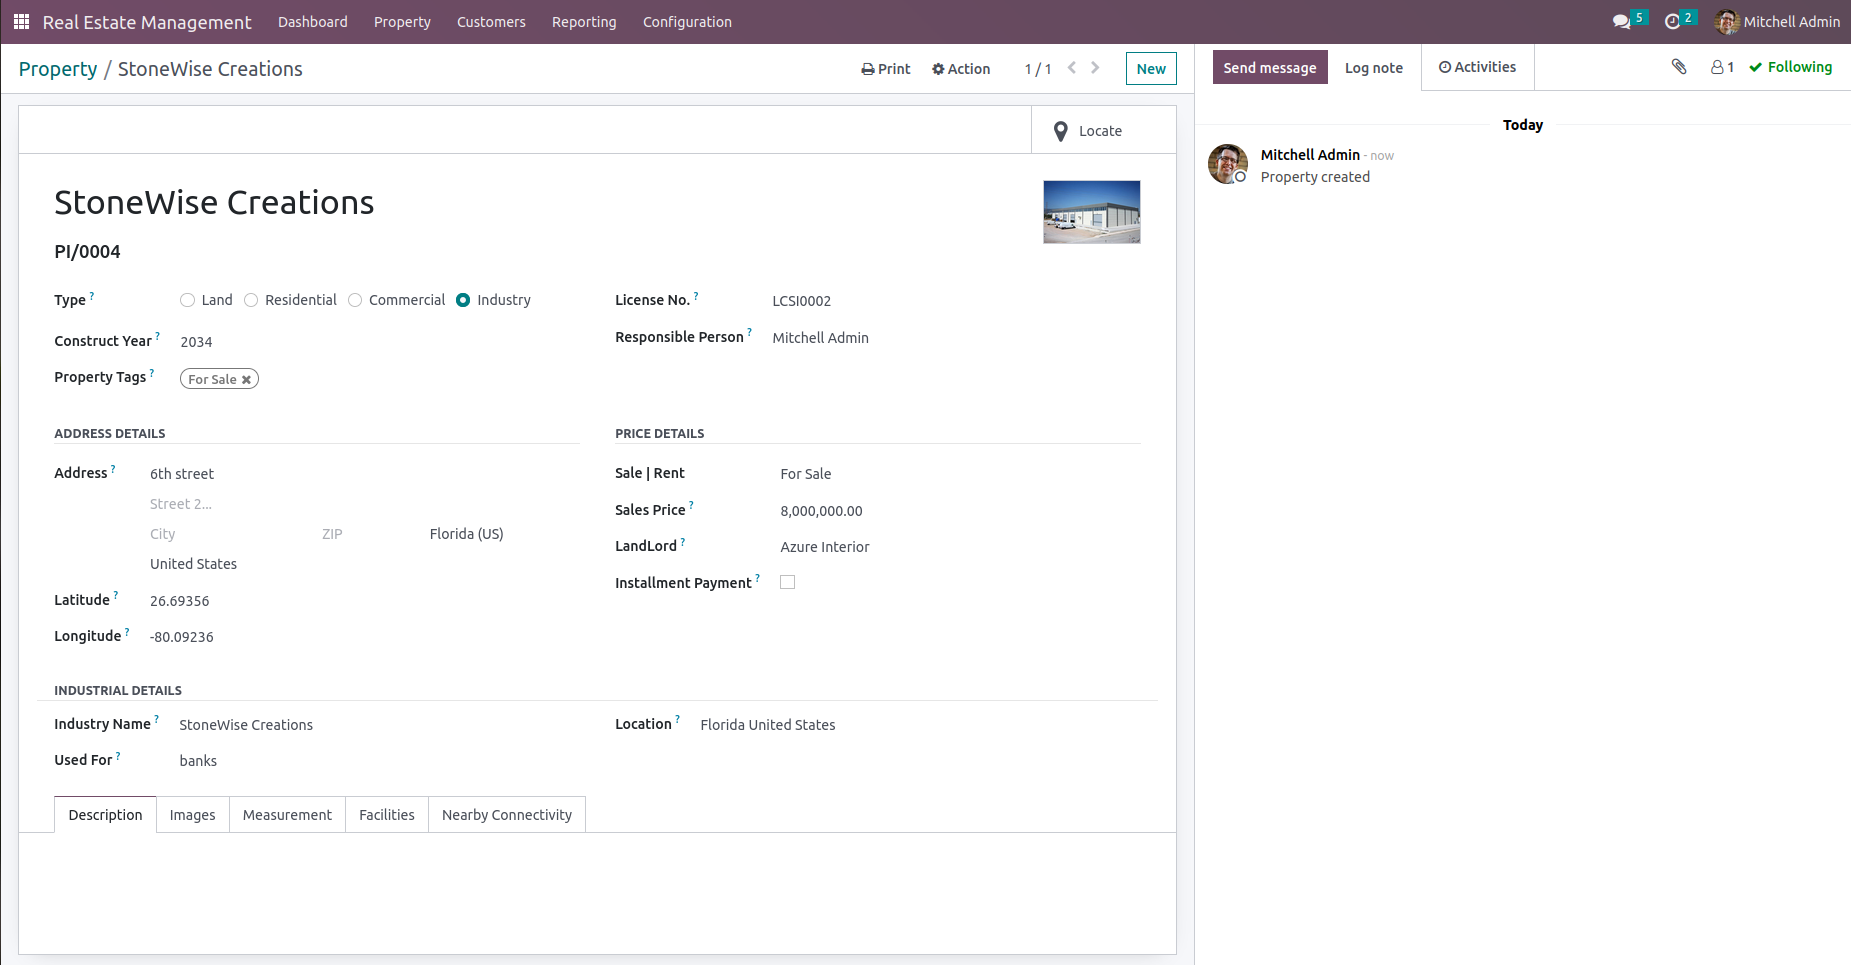 Real Estate Management Dashboard Property Customers Reporting Configuration 5 2 Mitchell Admin
Property / StoneWise Creations Print Action 1 / 1 New
Send message Log note Activities 1 Following
Locate
StoneWise Creations
PI/0004
Type ? Land Residential Commercial Industry
Construct Year ? 2034
Property Tags ? For Sale ✖
License No. ? LCSI0002
Responsible Person ? Mitchell Admin
ADDRESS DETAILS
Address ? 6th street
Street 2...
City ZIP Florida (US)
United States
Latitude ? 26.69356
Longitude ? -80.09236
PRICE DETAILS
Sale | Rent For Sale
Sales Price ? 8,000,000.00
LandLord ? Azure Interior
Installment Payment ?
INDUSTRIAL DETAILS
Industry Name ? StoneWise Creations
Used For ? banks
Location ? Florida United States
Description Images Measurement Facilities Nearby Connectivity
Today
Mitchell Admin - now
Property created